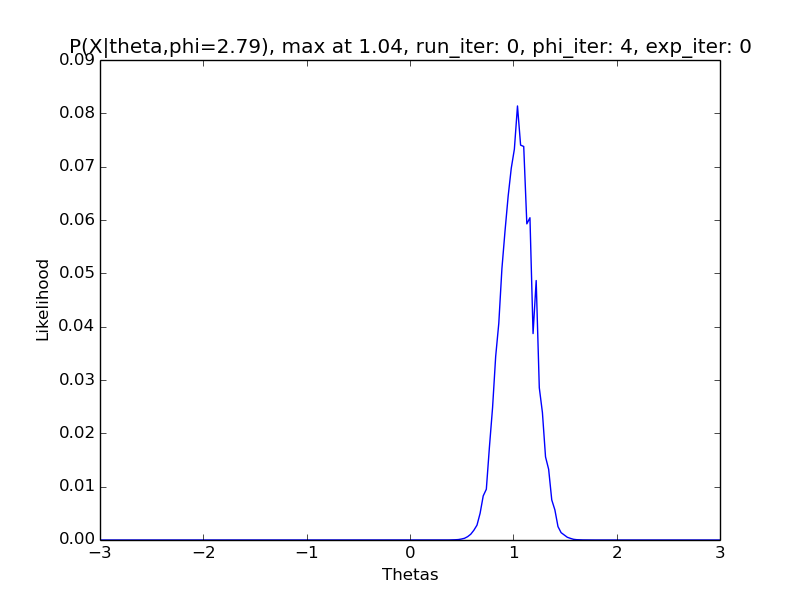 P(X|theta,phi=2.79), max at 1.04, run_iter: 0, phi_iter: 4, exp_iter: 0
0.09
0.08
0.07
0.06
0.05
0.04
0.03
0.02
0.01
0.00
Likelihood
−3 −2 −1 0 1 2 3
Thetas